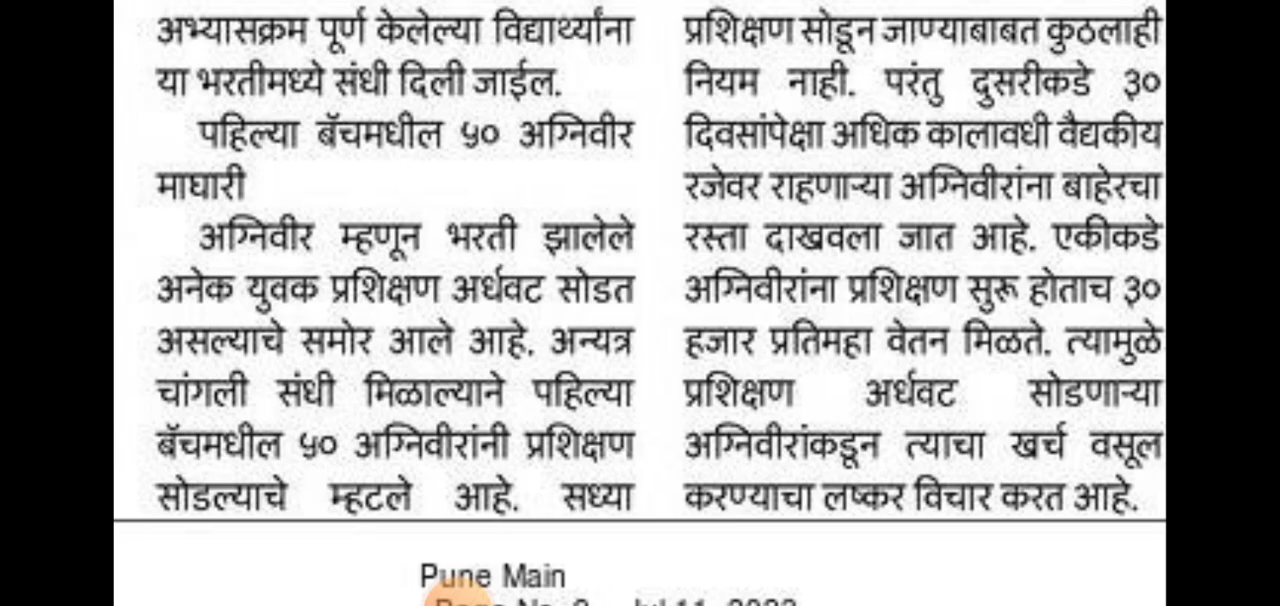 अभ्यासक्रम पूर्ण केलेल्या विद्यार्थ्यांना
या भरतीमध्ये संधी दिली जाईल.
पहिल्या बॅचमधील ५० अग्निवीर
माघारी
अग्निवीर म्हणून भरती झालेले
अनेक युवक प्रशिक्षण अर्धवट सोडत
असल्याचे समोर आले आहे. अन्यत्र
चांगली संधी मिळाल्याने पहिल्या
बॅचमधील ५० अग्निवीरांनी प्रशिक्षण
सोडल्याचे म्हटले आहे. सध्या
प्रशिक्षण सोडून जाण्याबाबत कुठलाही
नियम नाही. परंतु दुसरीकडे ३०
दिवसांपेक्षा अधिक कालावधी वैद्यकीय
रजेवर राहणाऱ्या अग्निवीरांना बाहेरचा
रस्ता दाखवला जात आहे. एकीकडे
अग्निवीरांना प्रशिक्षण सुरू होताच ३०
हजार प्रतिमहा वेतन मिळते. त्यामुळे
प्रशिक्षण अर्धवट सोडणाऱ्या
अग्निवीरांकडून त्याचा खर्च वसूल
करण्याचा लष्कर विचार करत आहे.
Pune Main